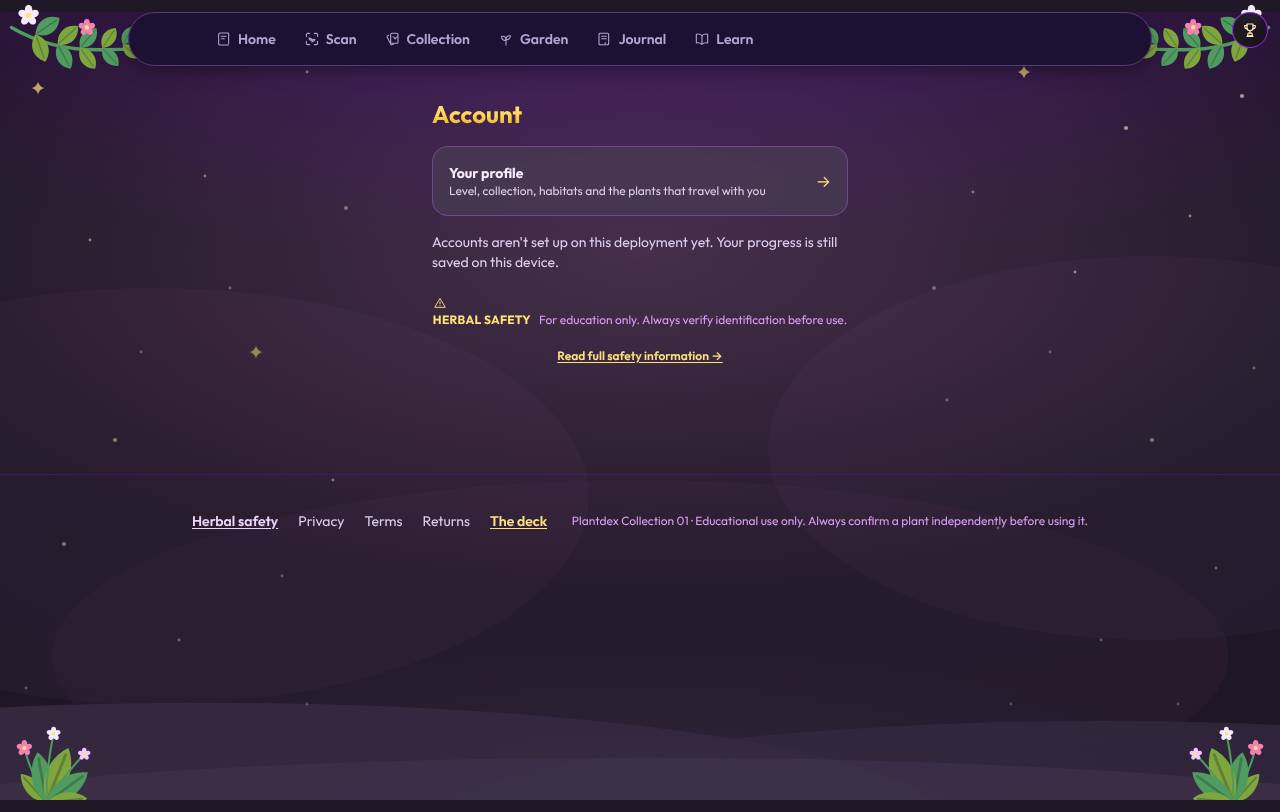 Home Scan Collection Garden Journal Learn
Account
Your profile
Level, collection, habitats and the plants that travel with you
→
Accounts aren't set up on this deployment yet. Your progress is still
saved on this device.
HERBAL SAFETY For education only. Always verify identification before use.
Read full safety information →
Herbal safety Privacy Terms Returns The deck Plantdex Collection 01 · Educational use only. Always confirm a plant independently before using it.